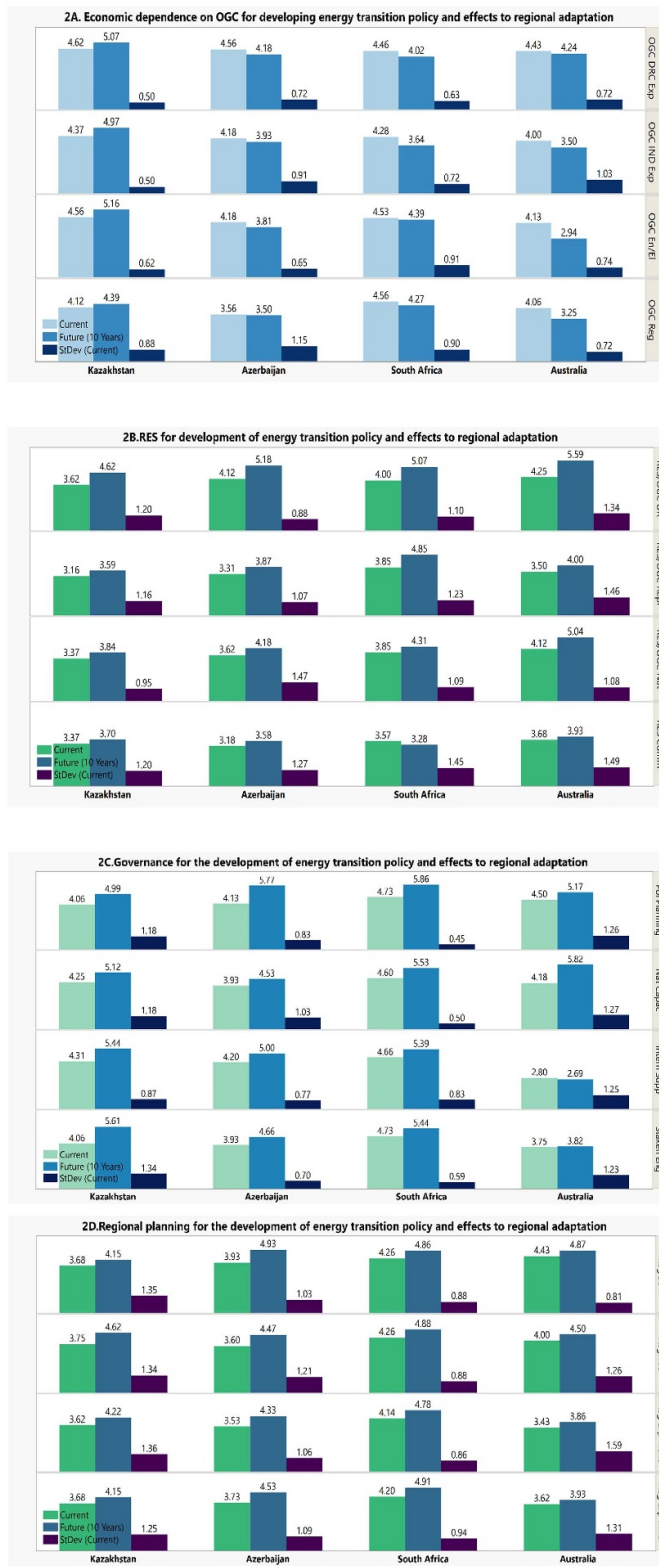 2A. Economic dependence on OGC for developing energy transition policy and effects to regional adaptation
4.62 5.07 0.50 4.56 4.18 0.72 4.46 4.02 0.63 4.43 4.24 0.72
OGC DRC Exp
4.37 4.97 0.50 4.18 3.93 0.91 4.28 3.64 0.72 4.00 3.50 1.03
OGC IND Exp
4.56 5.16 0.62 4.18 3.81 0.65 4.53 4.39 0.91 4.13 2.94 0.74
OGC En/El
4.12 4.39 0.88 3.56 3.50 1.15 4.56 4.27 0.90 4.06 3.25 0.72
OGC Reg
Current
Future (10 Years)
StDev (Current)
Kazakhstan Azerbaijan South Africa Australia
2B.RES for development of energy transition policy and effects to regional adaptation
3.62 4.62 1.20 4.12 5.18 0.88 4.00 5.07 1.10 4.25 5.59 1.34
3.16 3.59 1.16 3.31 3.87 1.07 3.85 4.85 1.23 3.50 4.00 1.46
3.37 3.84 0.95 3.62 4.18 1.47 3.85 4.31 1.09 4.12 5.04 1.08
3.37 3.70 1.20 3.18 3.58 1.27 3.57 3.28 1.45 3.68 3.93 1.49
Current
Future (10 Years)
StDev (Current)
Kazakhstan Azerbaijan South Africa Australia
2C.Governance for the development of energy transition policy and effects to regional adaptation
4.06 4.99 1.18 4.13 5.77 0.83 4.73 5.86 0.45 4.50 5.17 1.26
4.25 5.12 1.18 3.93 4.53 1.03 4.60 5.53 0.50 4.18 5.82 1.27
4.31 5.44 0.87 4.20 5.00 0.77 4.66 5.39 0.83 2.80 2.69 1.25
4.06 5.61 1.34 3.93 4.66 0.70 4.73 5.44 0.59 3.75 3.82 1.23
Current
Future (10 Years)
StDev (Current)
Kazakhstan Azerbaijan South Africa Australia
2D.Regional planning for the development of energy transition policy and effects to regional adaptation
3.68 4.15 1.35 3.93 4.93 1.03 4.26 4.86 0.88 4.43 4.87 0.81
3.75 4.62 1.34 3.60 4.47 1.21 4.26 4.88 0.88 4.00 4.50 1.26
3.62 4.22 1.36 3.53 4.33 1.06 4.14 4.78 0.86 3.43 3.86 1.59
3.68 4.15 1.25 3.73 4.53 1.09 4.20 4.91 0.94 3.62 3.93 1.31
Current
Future (10 Years)
StDev (Current)
Kazakhstan Azerbaijan South Africa Australia